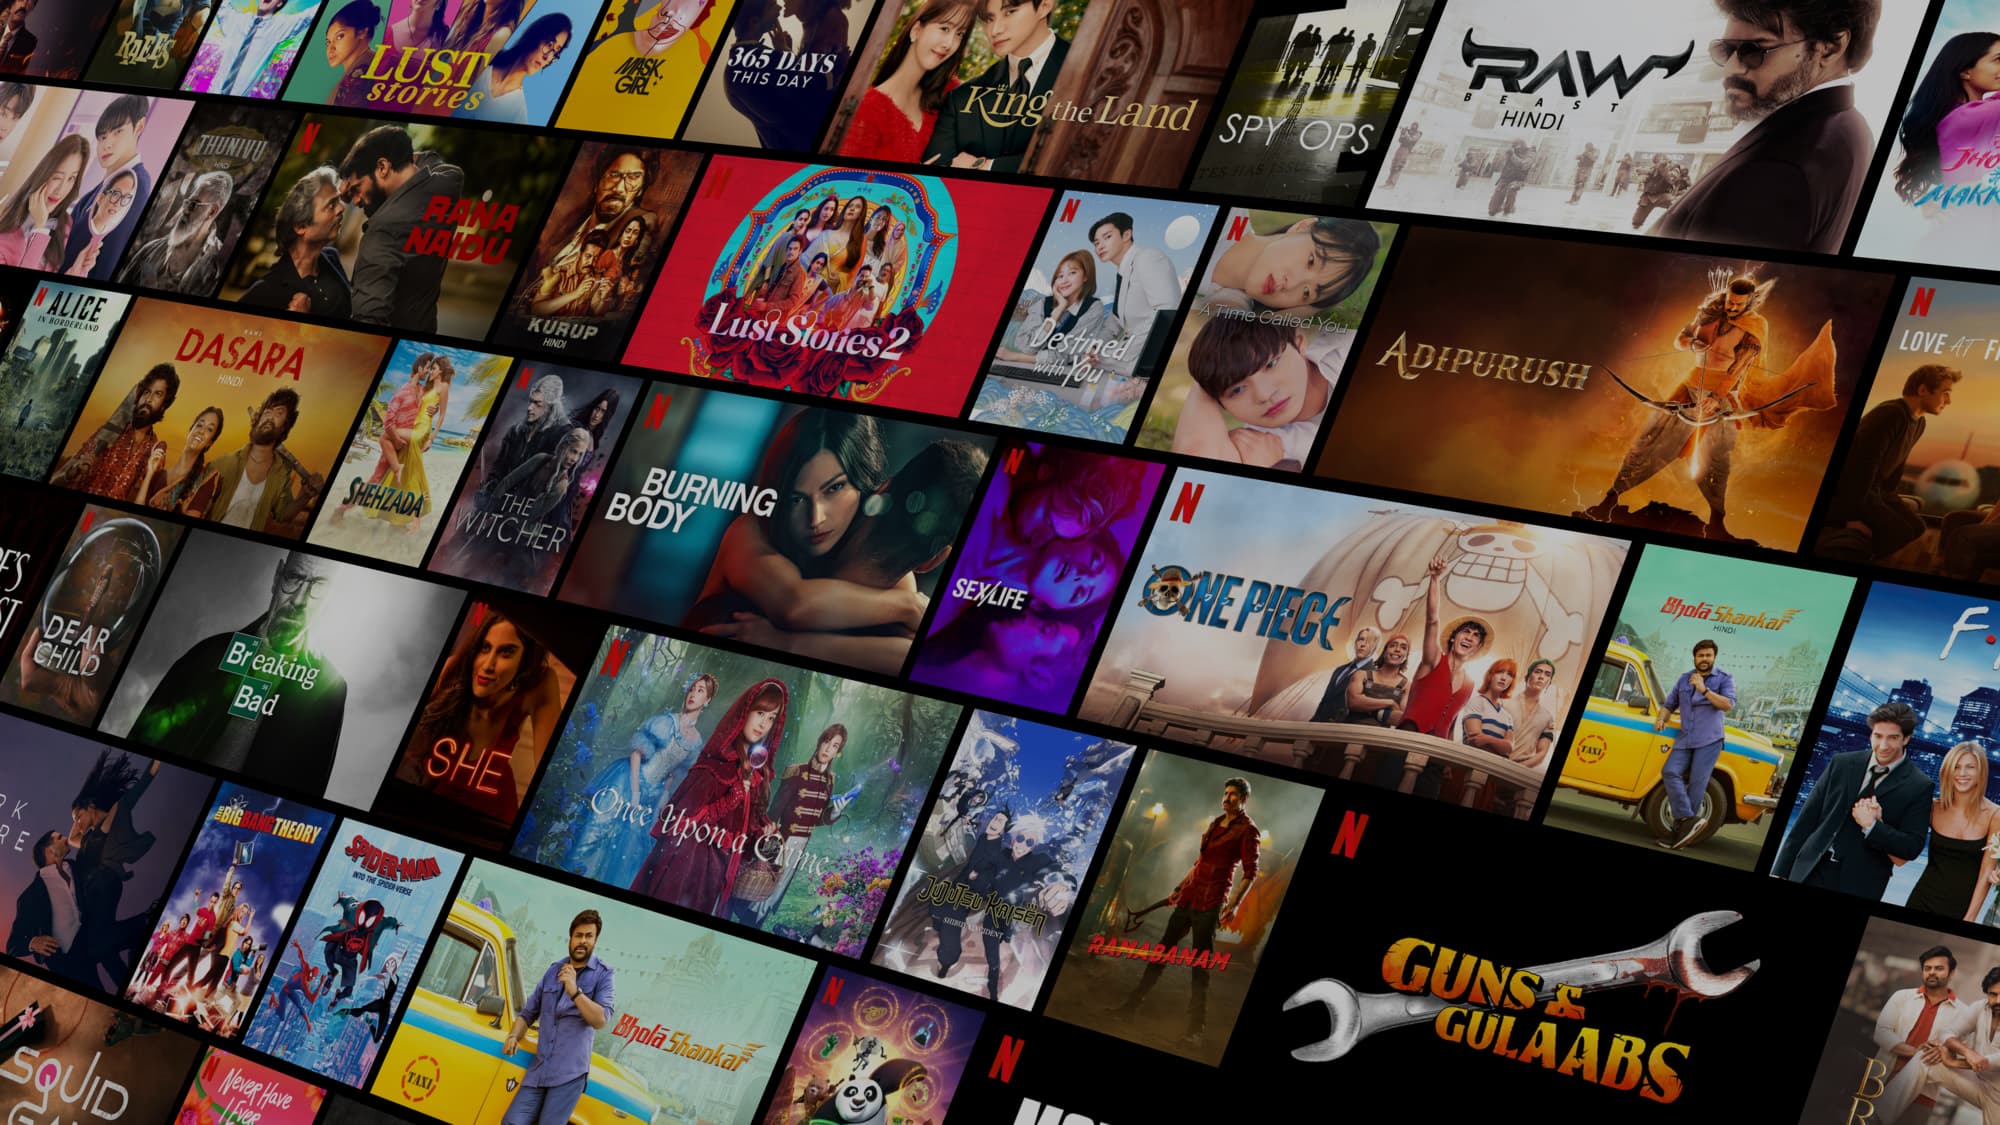 RAEES
LUST
stories
MASK
GIRL
365 DAYS
THIS DAY
King the Land
SPY OPS
RAW
BEAST
HINDI
THUNIVU
HINDI
N
RANA
NAIDU
KURUP
HINDI
N
Lust Stories 2
N
Destined
with You
N
A Time Called You
ADIPURUSH
N
LOVE AT
N
ALICE
IN BORDERLAND
NANI
DASARA
HINDI
SHEHZADA
N
THE
WITCHER
N
BURNING
BODY
N
SEX/LIFE
N
ONE PIECE
Bhola Shankar
HINDI
TAXI
N
DEAR
CHILD
Breaking
Bad
N
SHE
N
Once Upon a Crime
JUJUTSU KAISEN
SHIBUYA INCIDENT
RAMABANAM
N
GUNS &
GULAABS
THE BIG BANG THEORY
SPIDER-MAN
INTO THE SPIDER-VERSE
Bhola Shankar
TAXI
N
N
SQUID
N
Never Have
I Ever